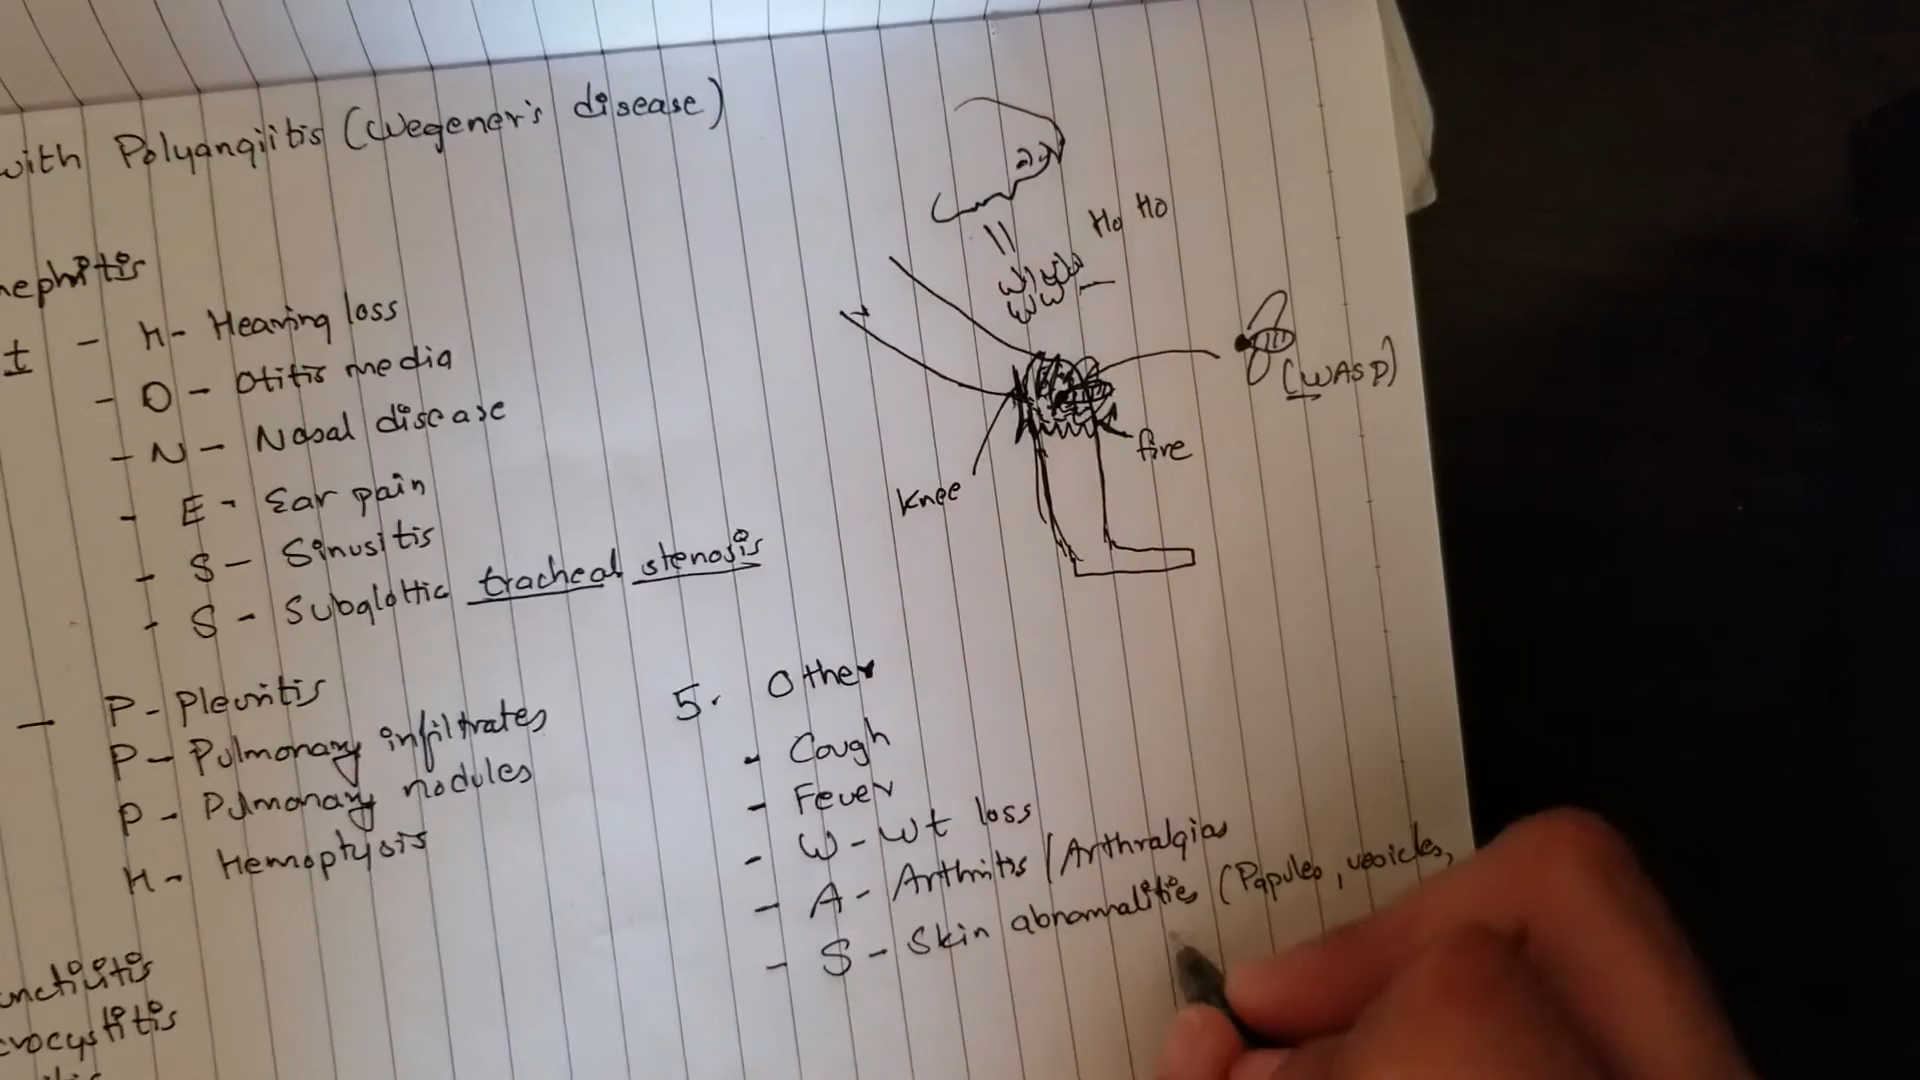 with Polyangiitis (Wegener's disease)
nephritis
t - H- Hearing loss
- O - Otitis media
- N - Nasal disease
- E - Ear pain
- S - Sinusitis
- S - Subglottic tracheal stenosis
- P - Pleuritis
P - Pulmonary infiltrates
P - Pulmonary nodules
H - Hemoptysis
unctivitis
rocystitis
Ho Ho
(WASP)
fire
Knee
5. Other
- Cough
- Fever
- W - Wt loss
- A - Arthritis / Arthralgias
- S - Skin abnormalities (Papules, vesicles,